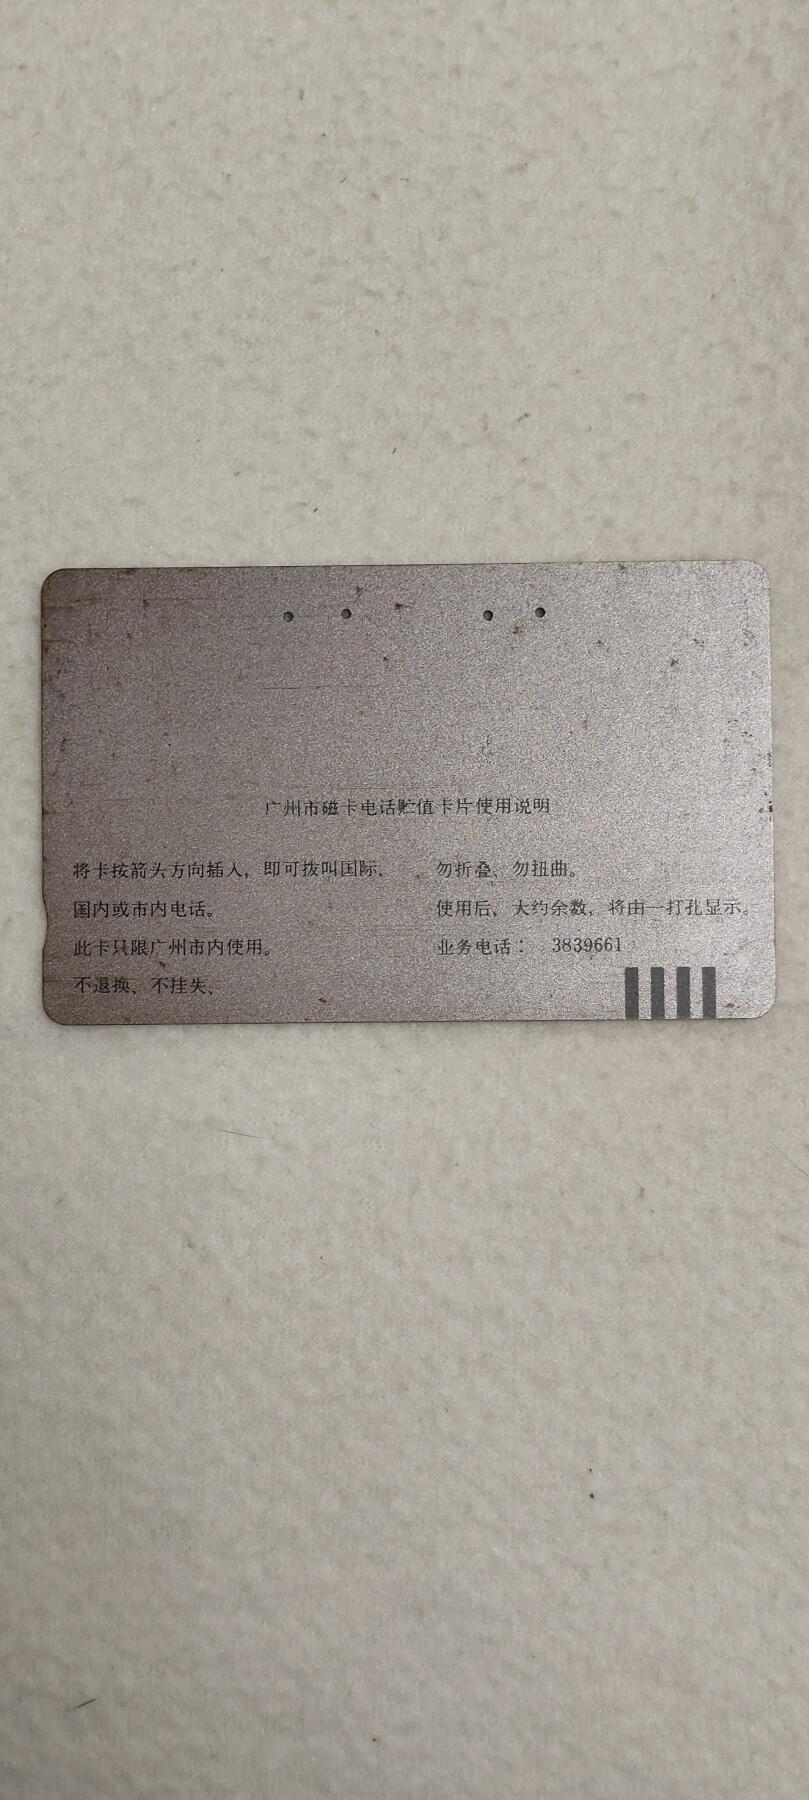 广州市磁卡电话贮值卡片使用说明
将卡按箭头方向插入，即可拨叫国际、
国内或市内电话。
此卡只限广州市内使用。
不退换、不挂失、
勿折叠、勿扭曲。
使用后，大约余数，将由一打孔显示。
业务电话： 3839661